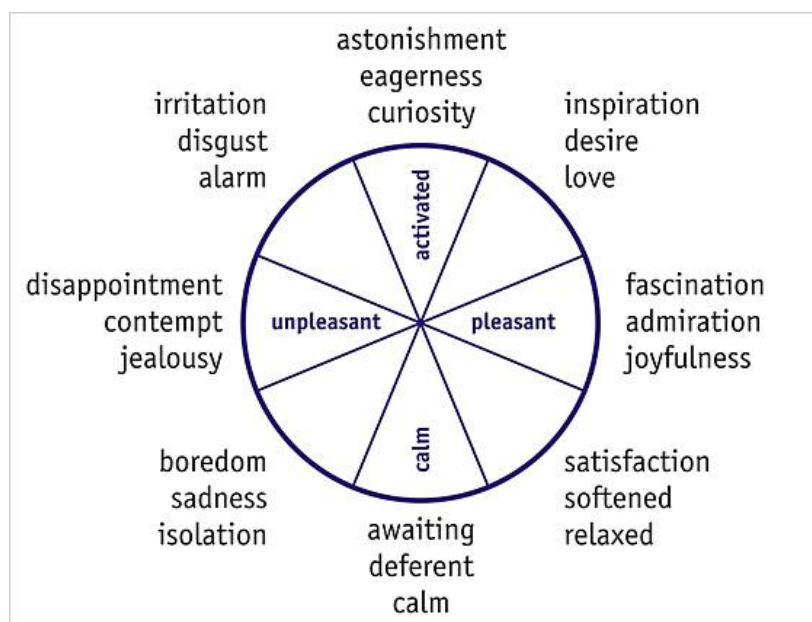 astonishment
eagerness
curiosity
irritation
disgust
alarm
inspiration
desire
love
activated
disappointment
contempt
jealousy
unpleasant
pleasant
fascination
admiration
joyfulness
calm
boredom
sadness
isolation
awaiting
deferent
calm
satisfaction
softened
relaxed